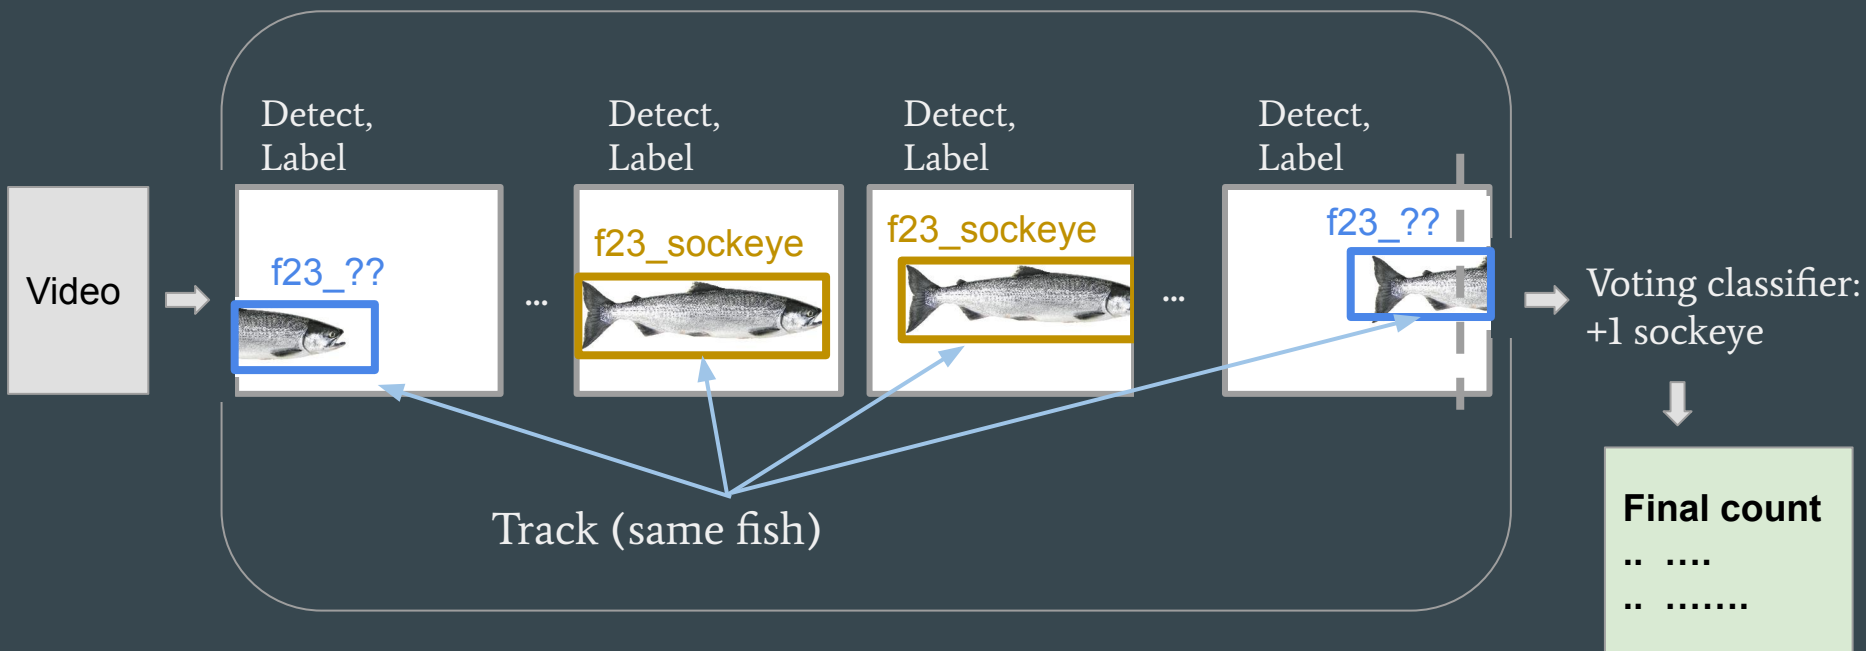 Detect,
Label
Detect,
Label
Detect,
Label
Detect,
Label
Video
f23_??
...
f23_sockeye
f23_sockeye
...
f23_??
Voting classifier:
+1 sockeye
Track (same fish)
Final count
.. ....
.. .......